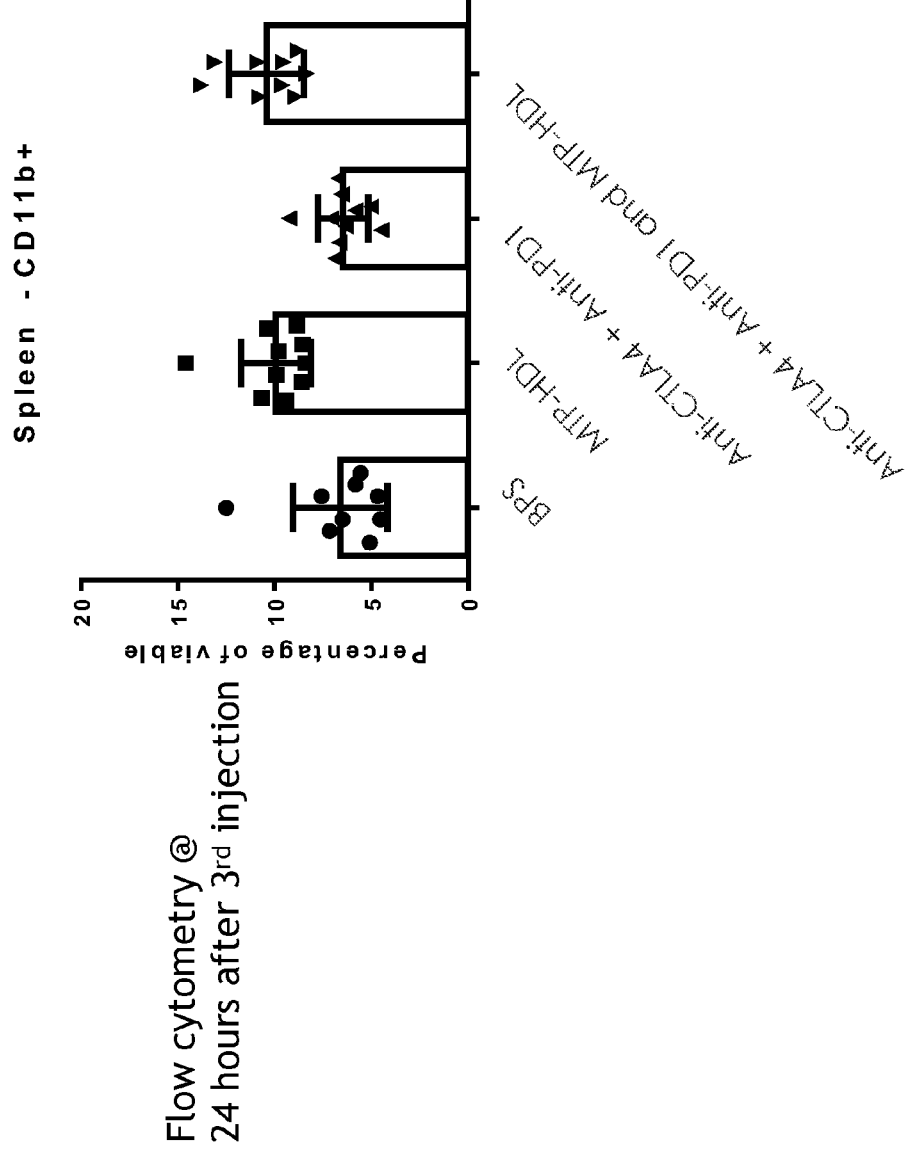 Flow cytometry @
24 hours after 3rd injection
Spleen - CD11b+
Percentage of viable
20
15
10
5
0
BPS
MTP-HDL
Anti-CTLA4 + Anti-PD1
Anti-CTLA4 + Anti-PD1 and MTP-HDL